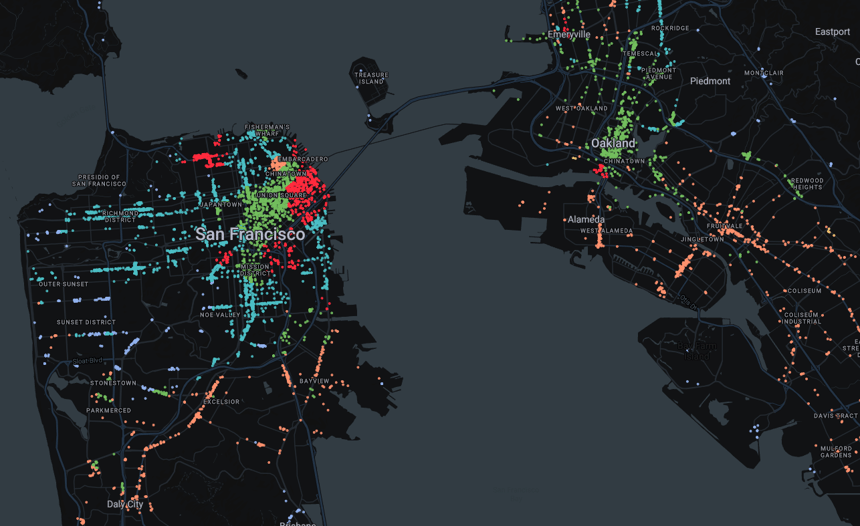 ROCKRIDGE
Eastport
Emeryville
TEMESCAL
PIEDMONT
AVENUE
MONTCLAIR
Piedmont
TREASURE
ISLAND
WEST OAKLAND
FISHERMAN'S
WHARF
Oakland
EMBARCADERO
CHINATOWN
CHINATOWN
PRESIDIO OF
SAN FRANCISCO
REDWOOD
HEIGHTS
UNION SQUARE
JAPANTOWN
RICHMOND
DISTRICT
Alameda
WEST ALAMEDA
FRUITVALE
JINGLETOWN
San Francisco
MISSION
DISTRICT
OUTER SUNSET
COLISEUM
NOE VALLEY
COLISEUM
INDUSTRIAL
SUNSET DISTRICT
Sloat Blvd
STONESTOWN
BAYVIEW
EXCELSIOR
PARKMERCED
DAVIS TRACT
MULFORD
GARDENS
Daly City
Brisbane